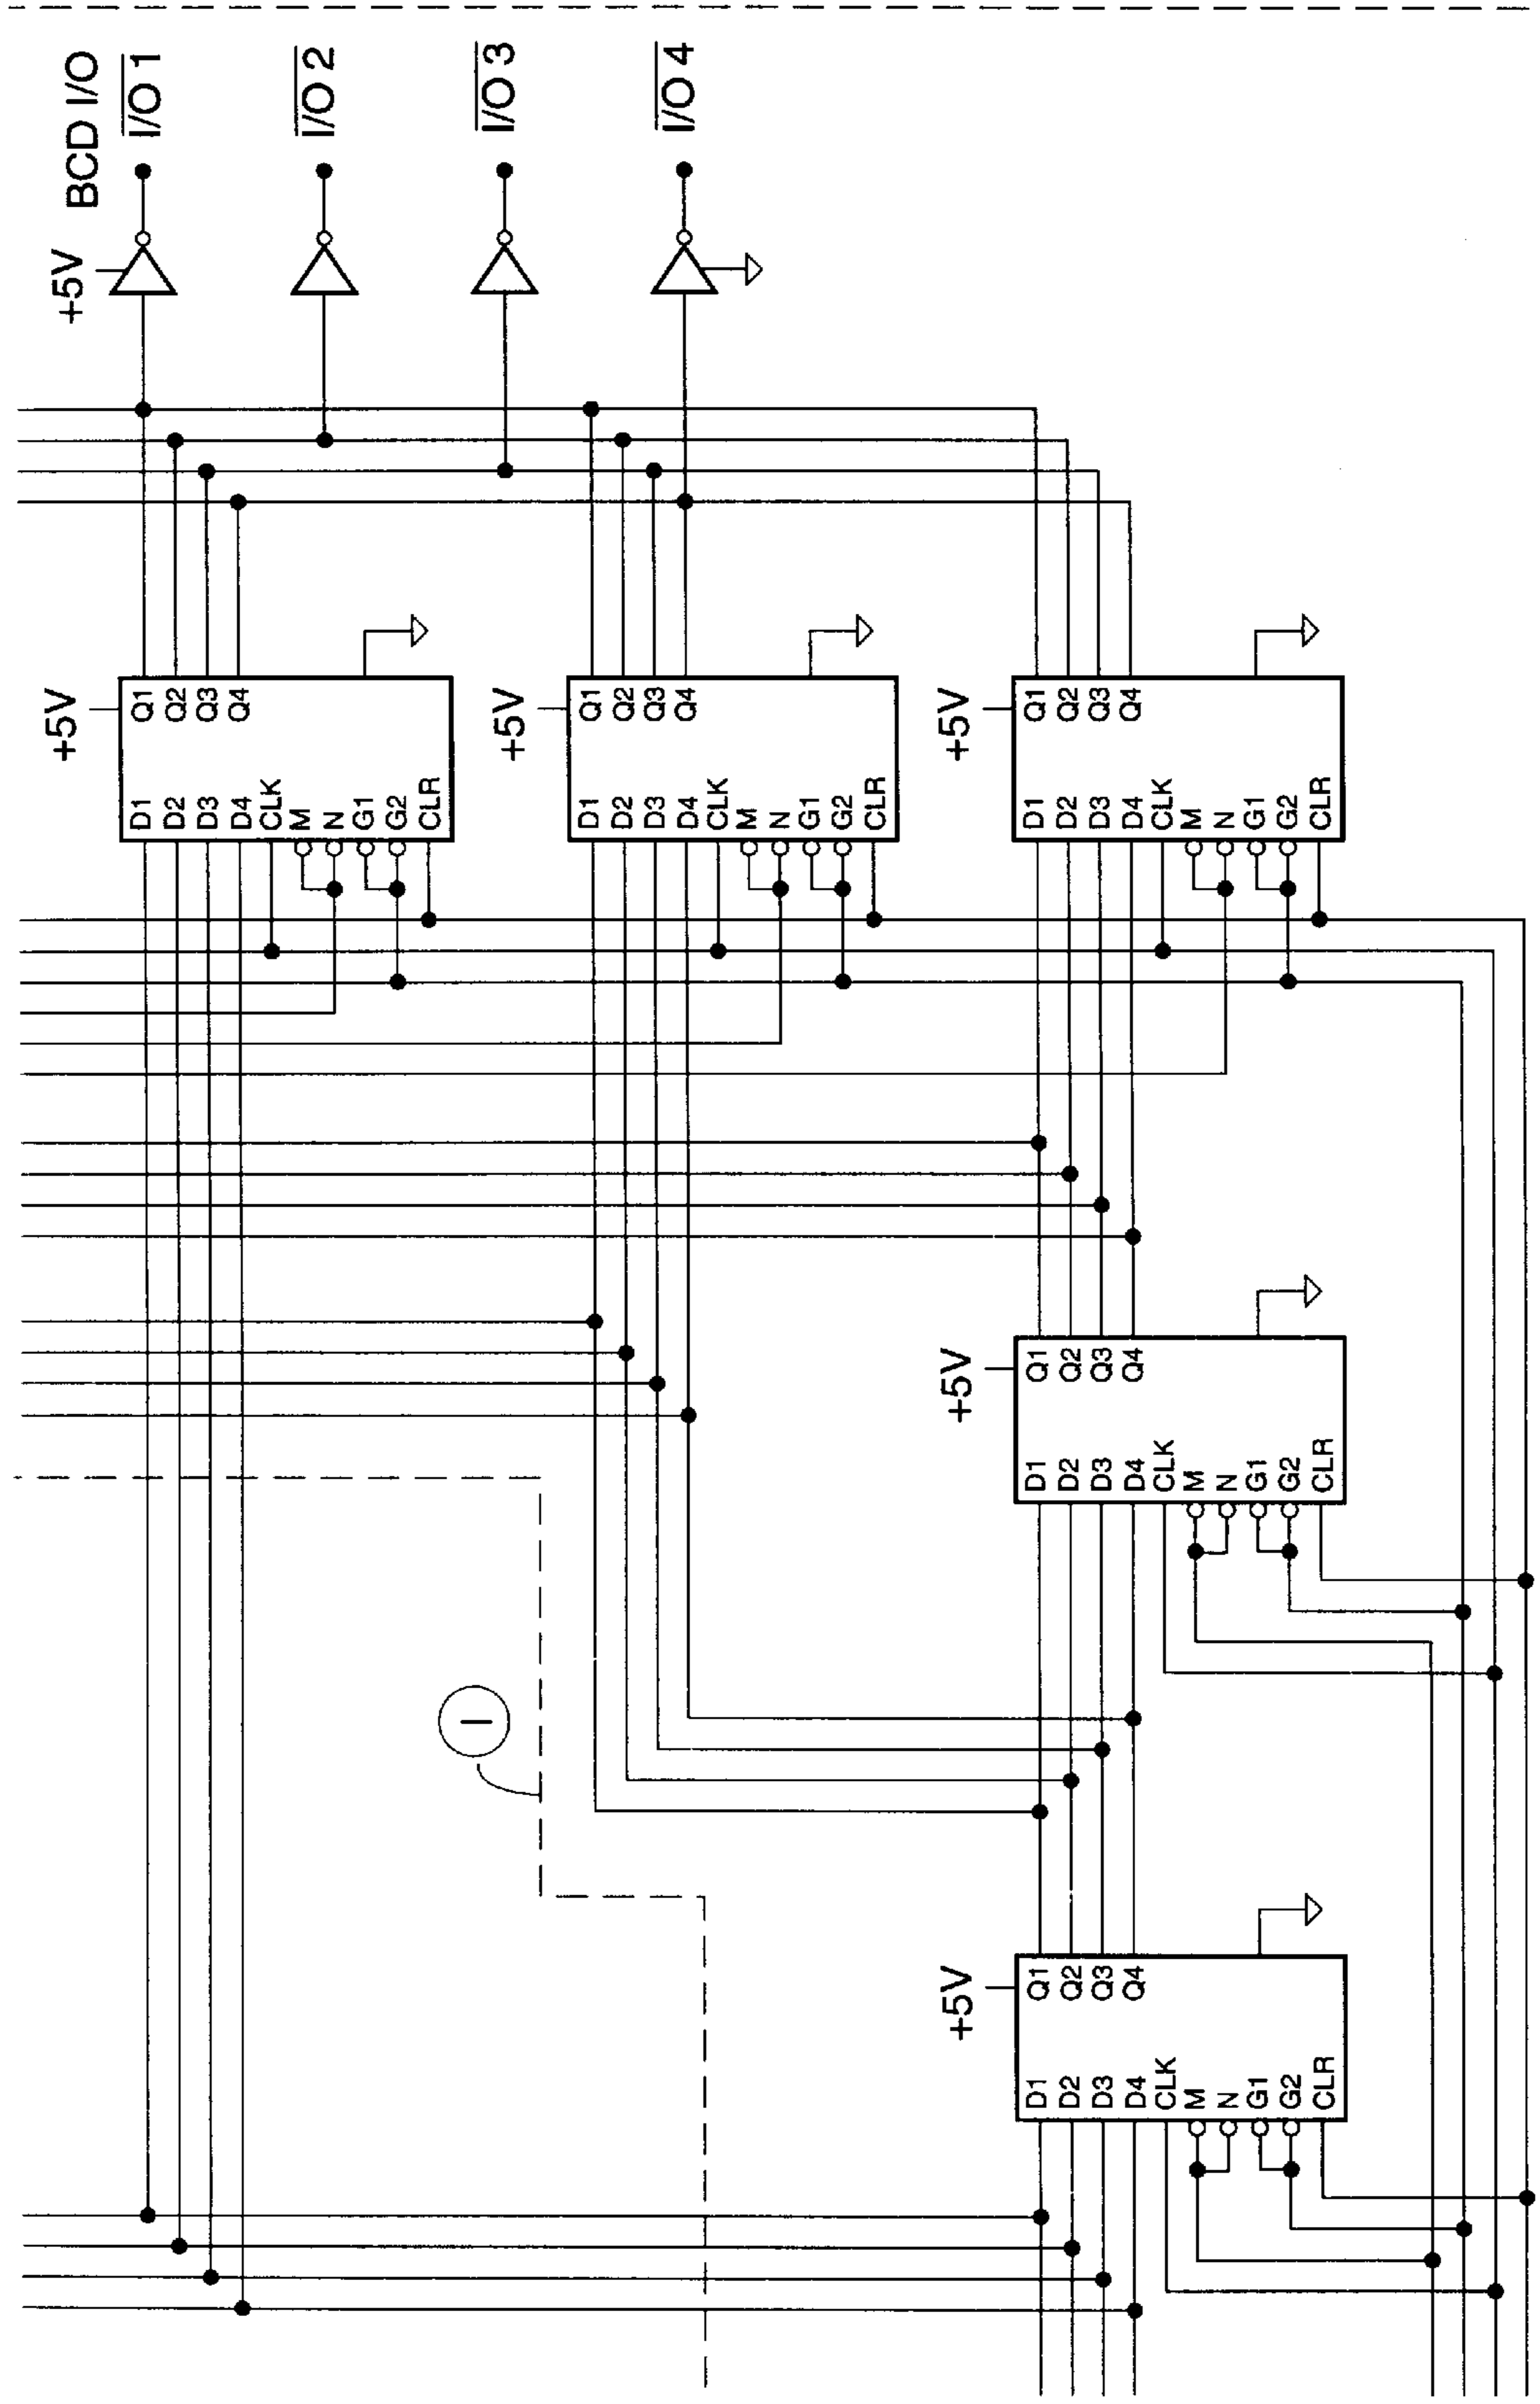 BCD I/O
I/O 1
I/O 2
I/O 3
I/O 4
+5V
+5V
Q1
Q2
Q3
Q4
D1
D2
D3
D4
CLK
M
N
G1
G2
CLR
+5V
Q1
Q2
Q3
Q4
D1
D2
D3
D4
CLK
M
N
G1
G2
CLR
+5V
Q1
Q2
Q3
Q4
D1
D2
D3
D4
CLK
M
N
G1
G2
CLR
+5V
Q1
Q2
Q3
Q4
D1
D2
D3
D4
CLK
M
N
G1
G2
CLR
1
+5V
Q1
Q2
Q3
Q4
D1
D2
D3
D4
CLK
M
N
G1
G2
CLR